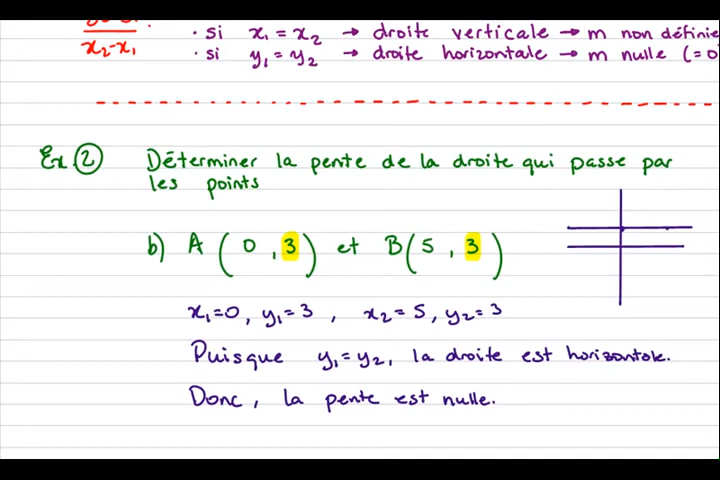 x₂-x₁
• si x₁ = x₂ → droite verticale → m non définie
• si y₁ = y₂ → droite horizontale → m nulle (=0
Ex. 2 Déterminer la pente de la droite qui passe par
les points
b) A ( 0 , 3 ) et B ( 5 , 3 )
x₁=0, y₁=3 , x₂=5, y₂=3
Puisque y₁=y₂, la droite est horizontale.
Donc, la pente est nulle.